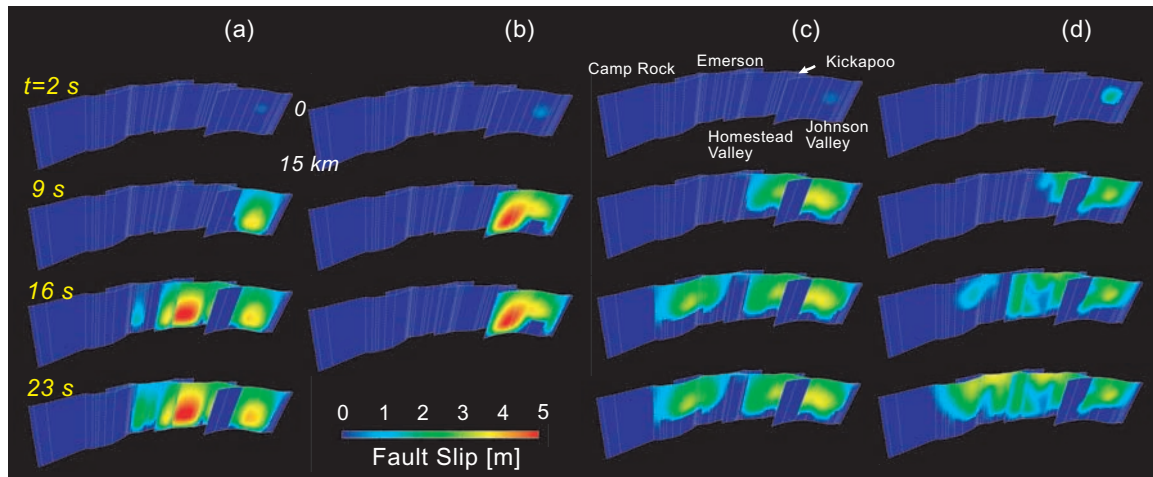 (a) (b) (c) (d)
Camp Rock Emerson Kickapoo
t=2 s
0
Homestead Valley
Johnson Valley
15 km
9 s
16 s
23 s
0 1 2 3 4 5
Fault Slip [m]